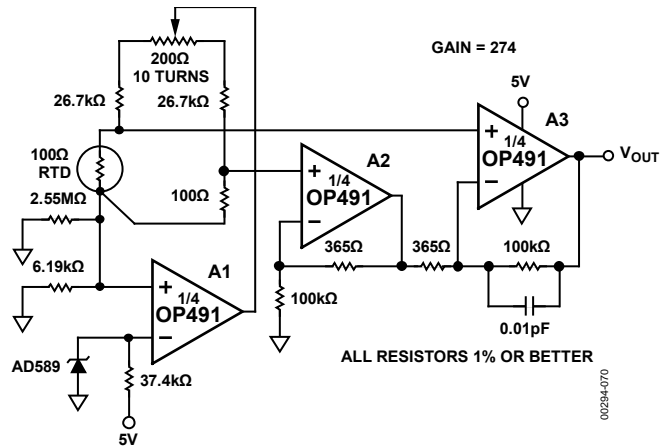 200Ω
10 TURNS
GAIN = 274
26.7kΩ
26.7kΩ
5V
A3
+
1/4
OP491
−
VOUT
100Ω
RTD
A2
+
1/4
OP491
−
2.55MΩ
100Ω
365Ω
365Ω
100kΩ
6.19kΩ
A1
+
1/4
OP491
−
100kΩ
0.01pF
AD589
37.4kΩ
ALL RESISTORS 1% OR BETTER
5V
00294-070